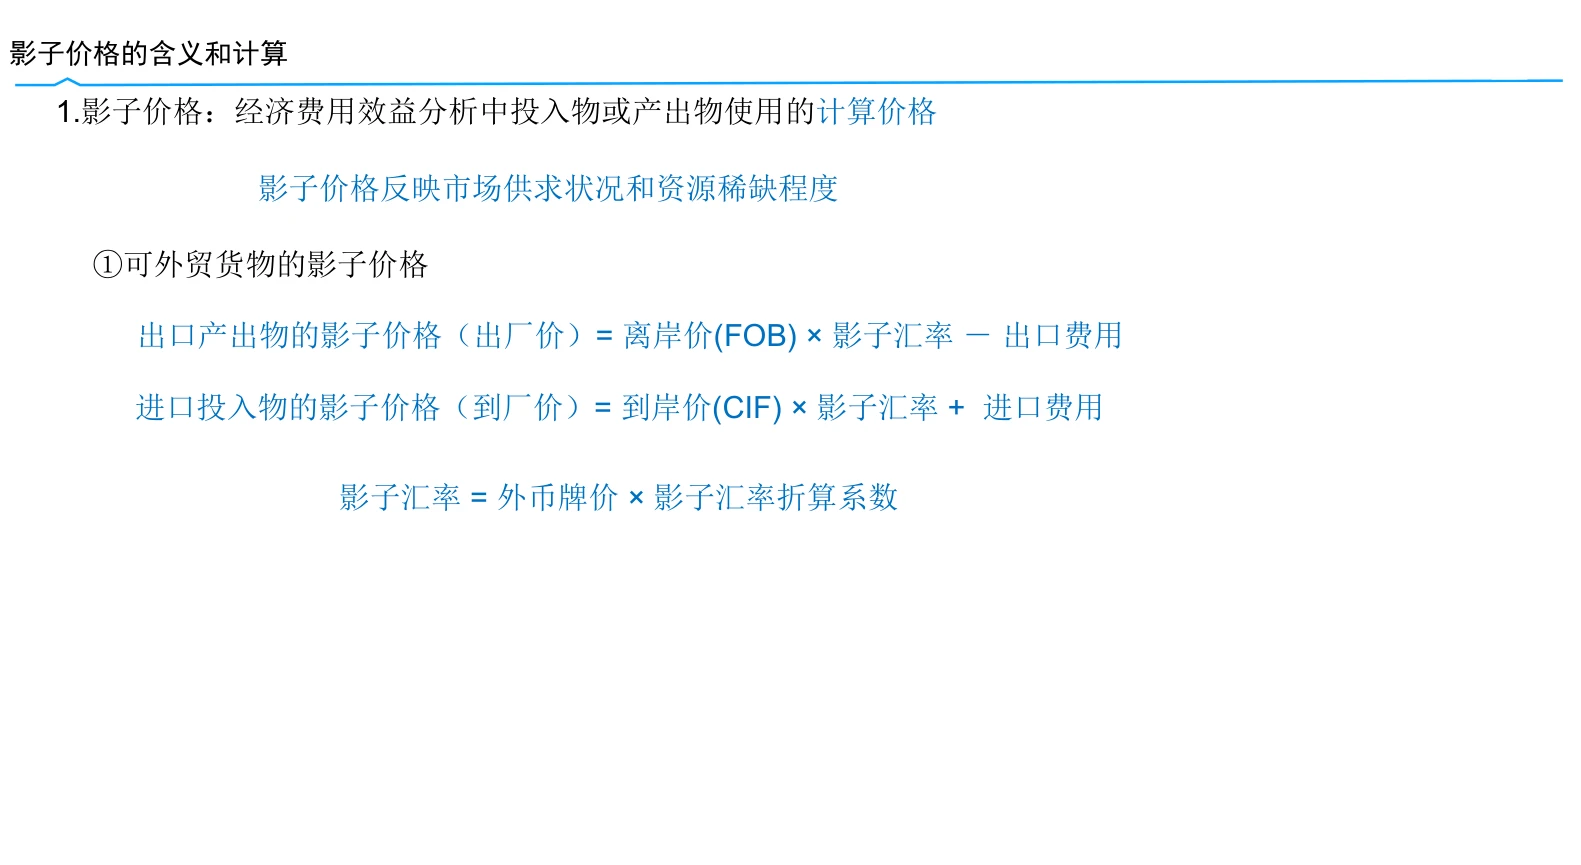 影子价格的含义和计算
1.影子价格：经济费用效益分析中投入物或产出物使用的计算价格
影子价格反映市场供求状况和资源稀缺程度
①可外贸货物的影子价格
出口产出物的影子价格（出厂价）= 离岸价(FOB) × 影子汇率 － 出口费用
进口投入物的影子价格（到厂价）= 到岸价(CIF) × 影子汇率 + 进口费用
影子汇率 = 外币牌价 × 影子汇率折算系数